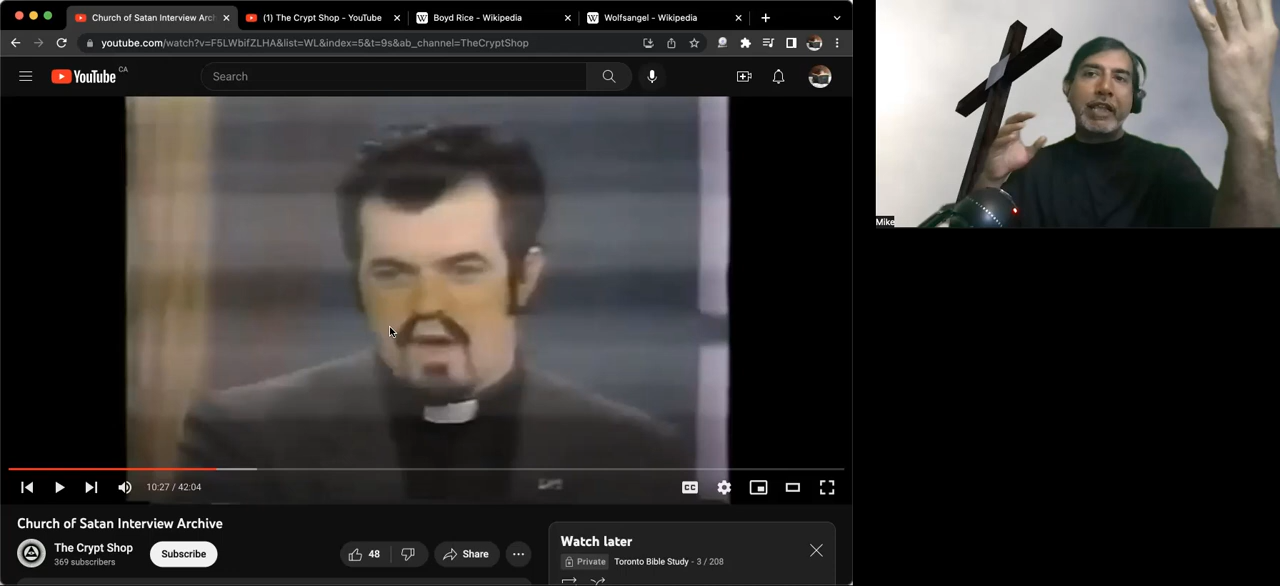 Church of Satan Interview Arc
(1) The Crypt Shop - YouTube
Boyd Rice - Wikipedia
Wolfsangel - Wikipedia
youtube.com/watch?v=F5LWbifZLHA&list=WL&index=5&t=9s&ab_channel=TheCryptShop
YouTube CA
Search
Mike
10:27 / 42:04
CC
Church of Satan Interview Archive
The Crypt Shop
369 subscribers
Subscribe
48
Share
Watch later
Private
Toronto Bible Study - 3 / 208